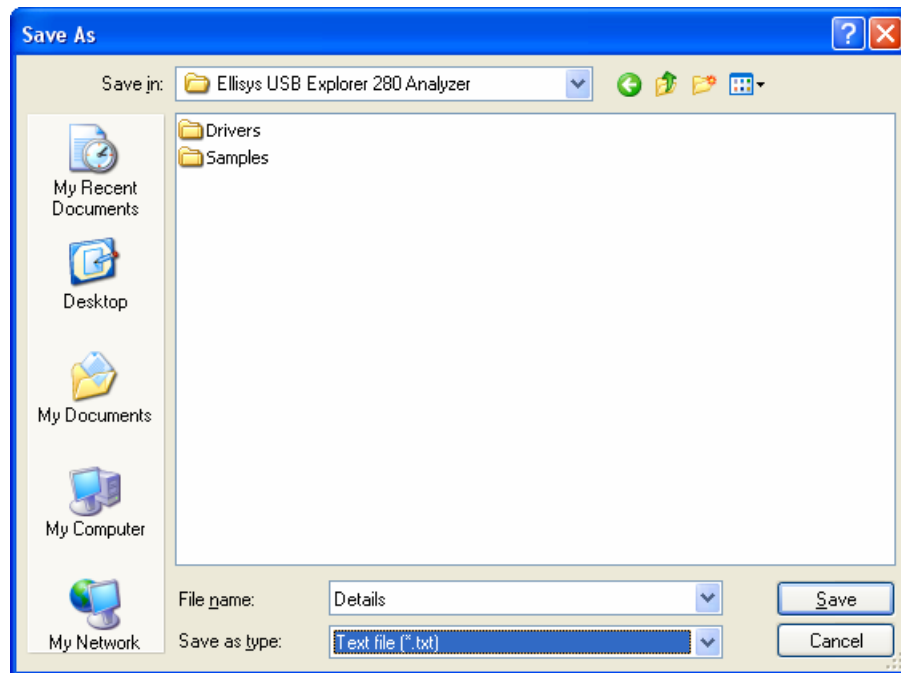 Save As
Save in:
Ellisys USB Explorer 280 Analyzer
Drivers
Samples
My Recent
Documents
Desktop
My Documents
My Computer
My Network
File name:
Details
Save
Save as type:
Text file (*.txt)
Cancel